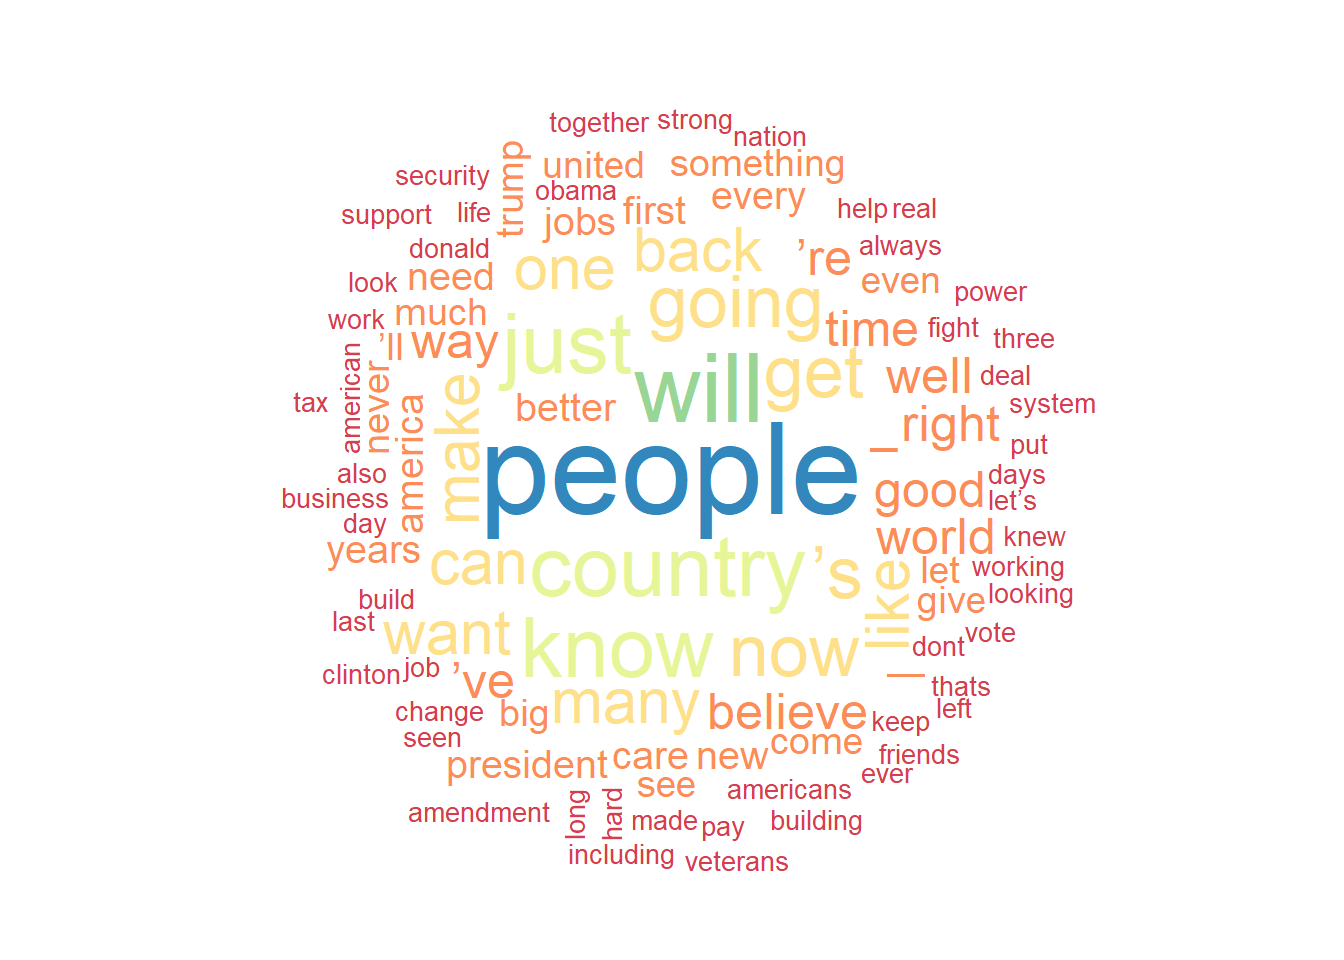 together
strong
nation
united
something
trump
security
obama
every
support
life
jobs
first
help
real
donald
one
back
’re
always
look
need
going
even
power
work
much
just
time
fight
three
’ll
way
will
get
well
deal
tax
american
never
america
make
better
_
right
system
put
people
also
business
day
good
days
let’s
years
can
country
’s
world
knew
like
let
working
build
give
looking
last
want
know
now
dont
vote
clinton
job
’ve
_
thats
change
big
many
believe
keep
left
seen
president
care
new
come
friends
see
americans
ever
amendment
long
hard
made
pay
building
including
veterans